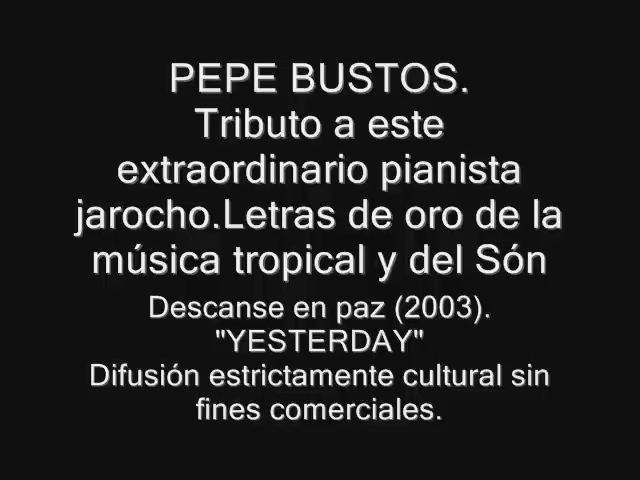 PEPE BUSTOS.
Tributo a este
extraordinario pianista
jarocho.Letras de oro de la
música tropical y del Són
Descanse en paz (2003).
"YESTERDAY"
Difusión estrictamente cultural sin
fines comerciales.